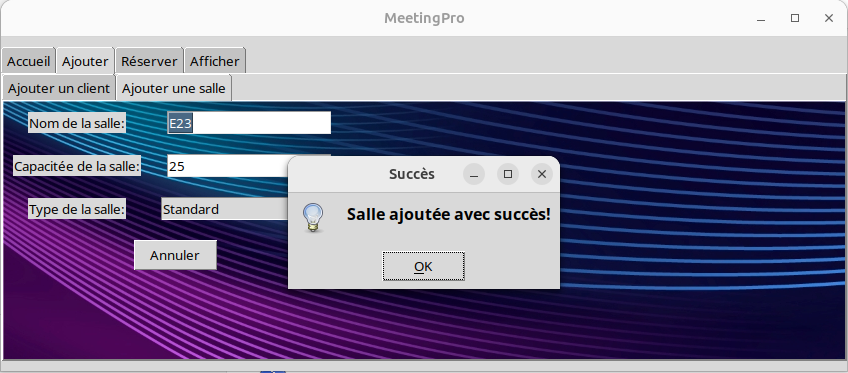 MeetingPro
Accueil Ajouter Réserver Afficher
Ajouter un client Ajouter une salle
Nom de la salle: E23
Capacitée de la salle: 25
Type de la salle: Standard
Annuler
Succès
Salle ajoutée avec succès!
OK